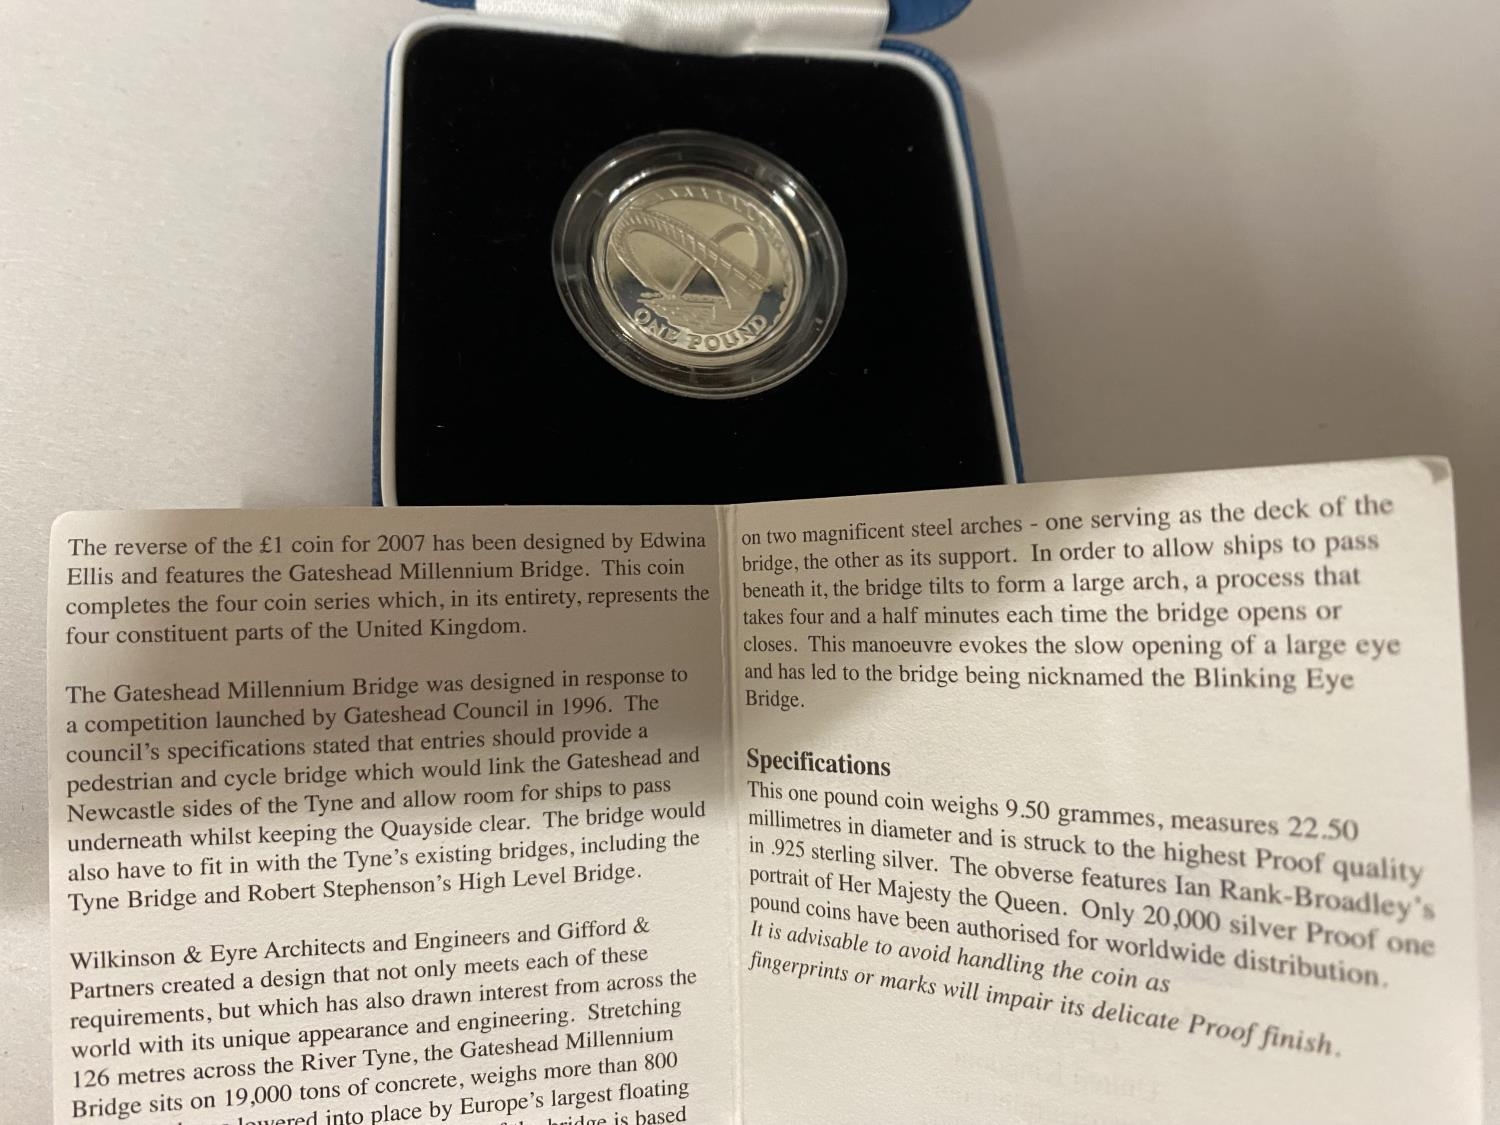 ONE POUND
The reverse of the £1 coin for 2007 has been designed by Edwina
Ellis and features the Gateshead Millennium Bridge. This coin
completes the four coin series which, in its entirety, represents the
four constituent parts of the United Kingdom.
The Gateshead Millennium Bridge was designed in response to
a competition launched by Gateshead Council in 1996. The
council's specifications stated that entries should provide a
pedestrian and cycle bridge which would link the Gateshead and
Newcastle sides of the Tyne and allow room for ships to pass
underneath whilst keeping the Quayside clear. The bridge would
also have to fit in with the Tyne's existing bridges, including the
Tyne Bridge and Robert Stephenson's High Level Bridge.
Wilkinson & Eyre Architects and Engineers and Gifford &
Partners created a design that not only meets each of these
requirements, but which has also drawn interest from across the
world with its unique appearance and engineering. Stretching
126 metres across the River Tyne, the Gateshead Millennium
Bridge sits on 19,000 tons of concrete, weighs more than 800
lowered into place by Europe's largest floating
bridge is based
on two magnificent steel arches - one serving as the deck of the
bridge, the other as its support. In order to allow ships to pass
beneath it, the bridge tilts to form a large arch, a process that
takes four and a half minutes each time the bridge opens or
closes. This manoeuvre evokes the slow opening of a large eye
and has led to the bridge being nicknamed the Blinking Eye
Bridge.
Specifications
This one pound coin weighs 9.50 grammes, measures 22.50
millimetres in diameter and is struck to the highest Proof quality
in .925 sterling silver. The obverse features Ian Rank-Broadley's
portrait of Her Majesty the Queen. Only 20,000 silver Proof one
pound coins have been authorised for worldwide distribution.
It is advisable to avoid handling the coin as
fingerprints or marks will impair its delicate Proof finish.